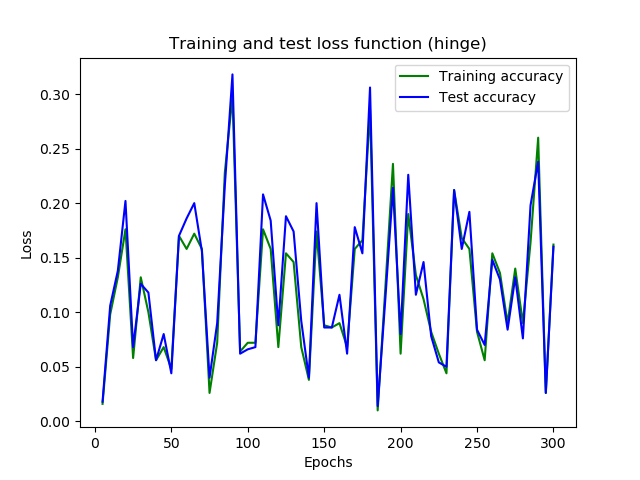 Training and test loss function (hinge)
Training accuracy
Test accuracy
Loss
0.30
0.25
0.20
0.15
0.10
0.05
0.00
0 50 100 150 200 250 300
Epochs